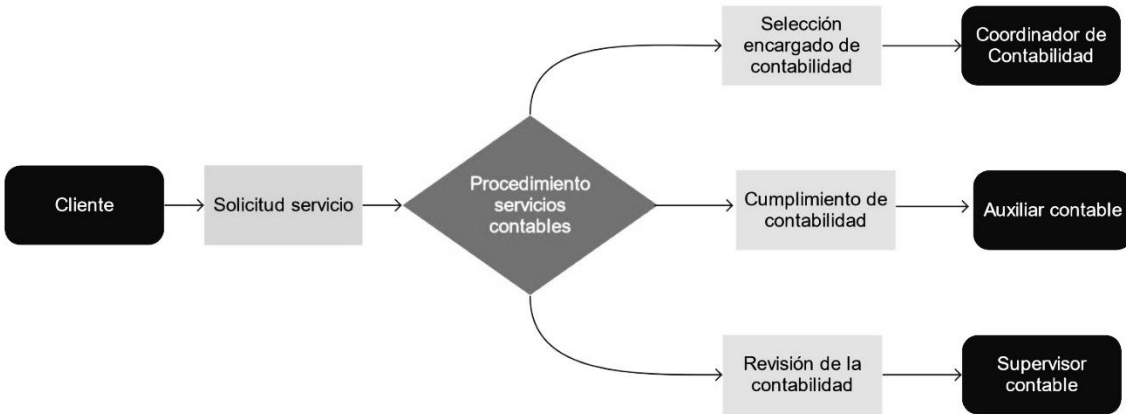 Cliente
Solicitud servicio
Procedimiento
servicios
contables
Selección
encargado de
contabilidad
Coordinador de
Contabilidad
Cumplimiento de
contabilidad
Auxiliar contable
Revisión de la
contabilidad
Supervisor
contable